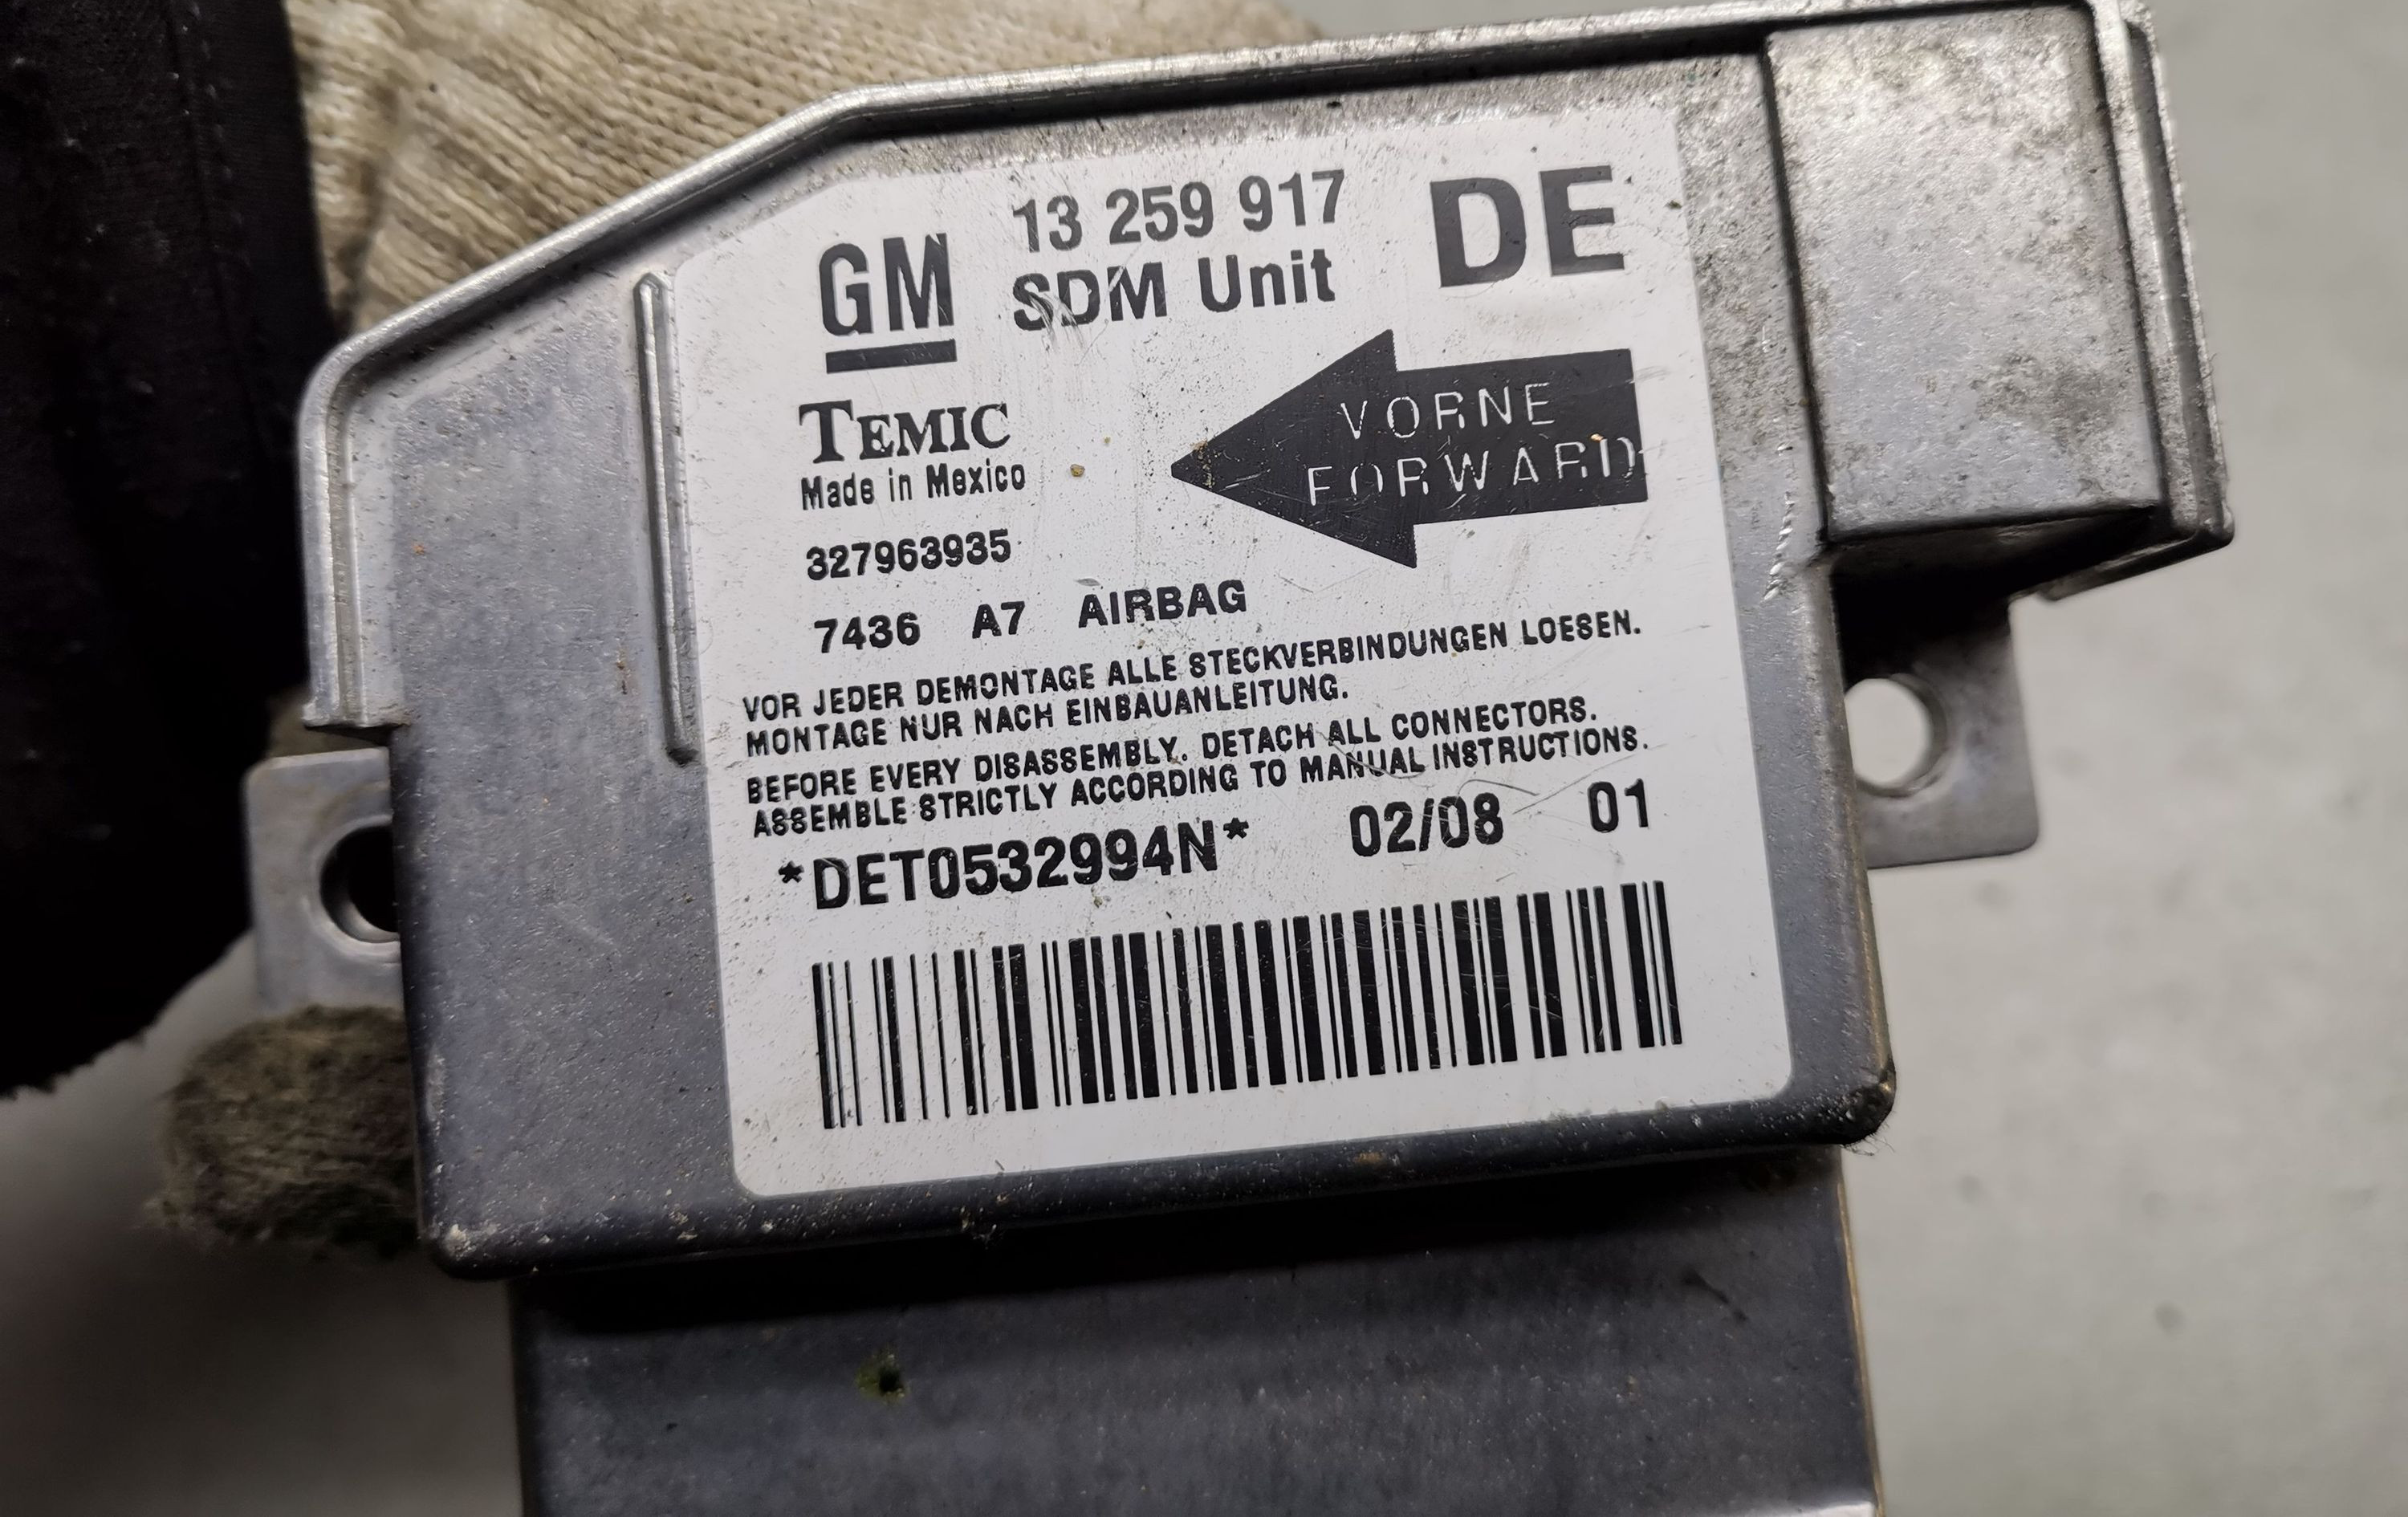 GM 13 259 917 DE
SDM Unit
TEMIC
Made in Mexico
VORNE
FORWARD
327963935
7436 A7 AIRBAG
VOR JEDER DEMONTAGE ALLE STECKVERBINDUNGEN LOESEN.
MONTAGE NUR NACH EINBAUANLEITUNG.
BEFORE EVERY DISASSEMBLY. DETACH ALL CONNECTORS.
ASSEMBLE STRICTLY ACCORDING TO MANUAL INSTRUCTIONS.
*DET0532994N* 02/08 01